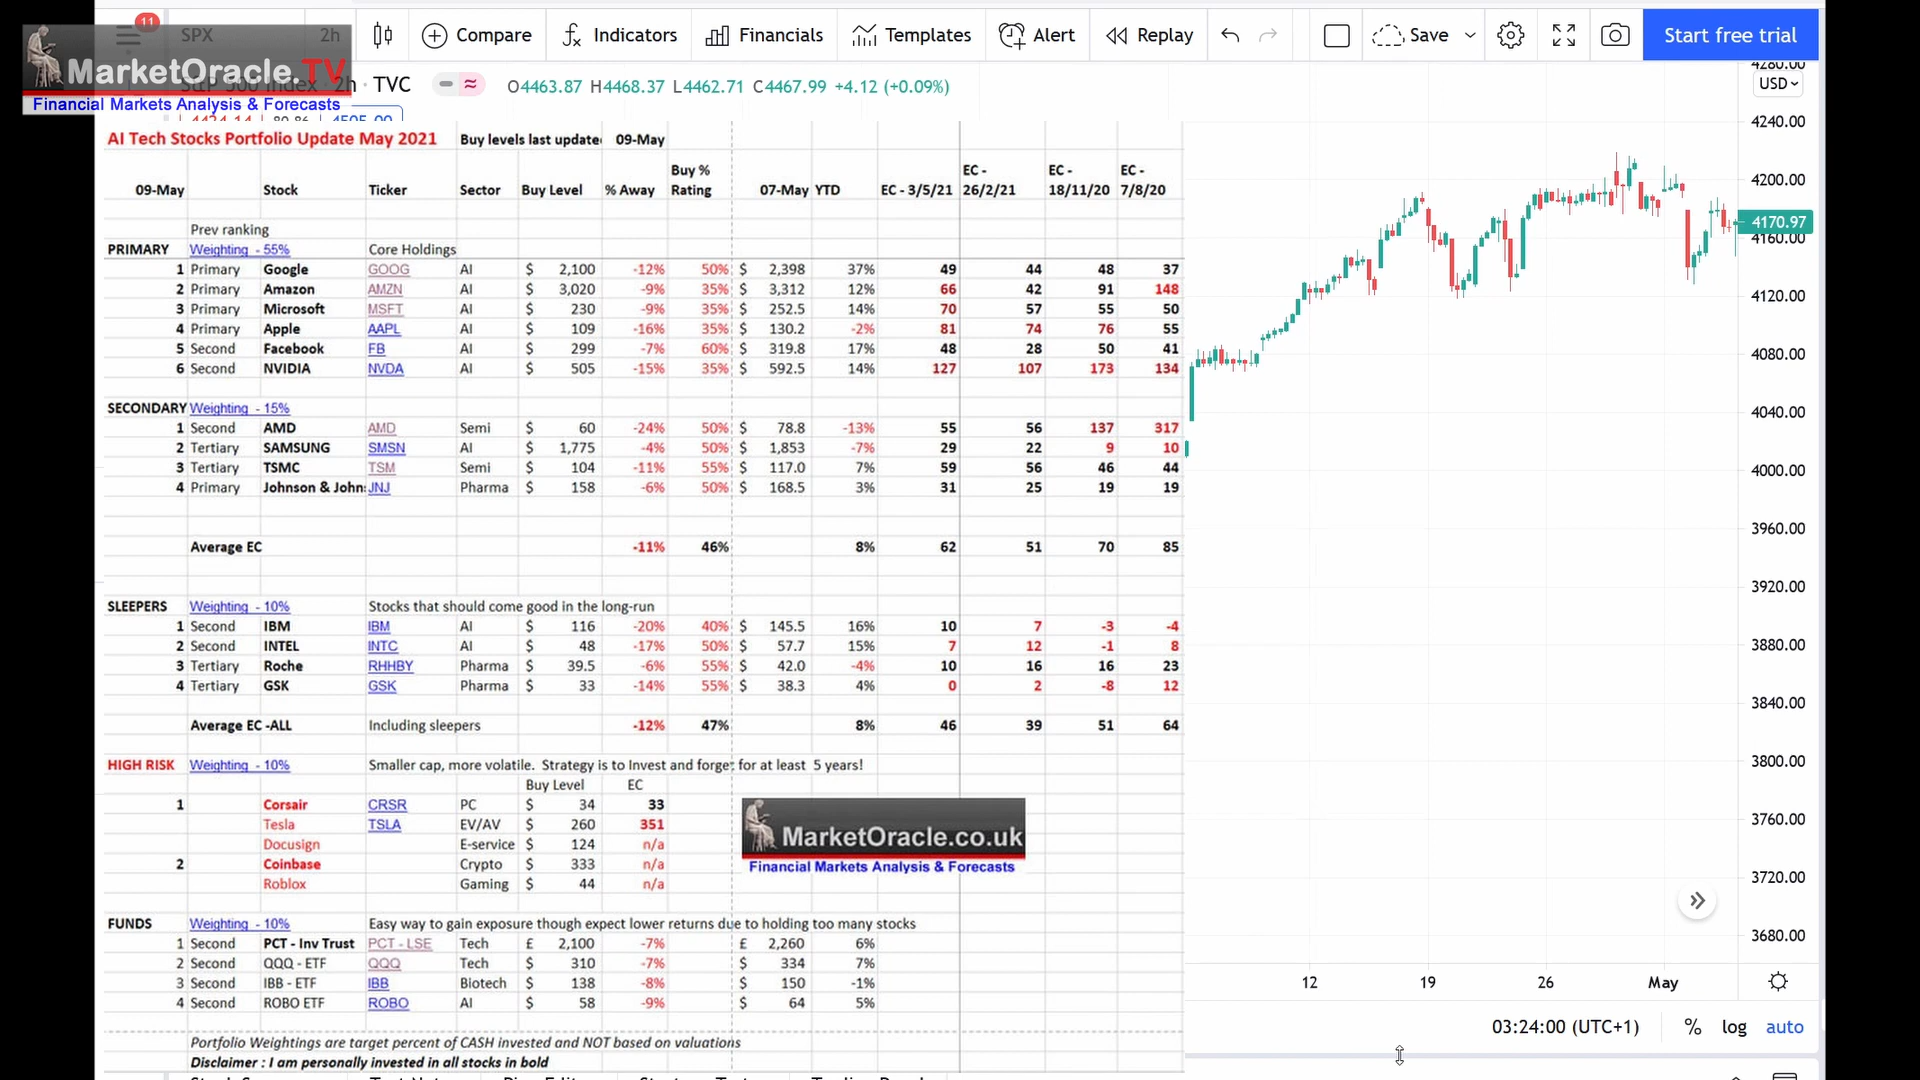 11
SPX 2h Compare Indicators Financials Templates Alert Replay Save Start free trial
MarketOracle.TV
Financial Markets Analysis & Forecasts
S&P 500 Index · 2h · TVC O4463.87 H4468.37 L4462.71 C4467.99 +4.12 (+0.09%)
USD
AI Tech Stocks Portfolio Update May 2021 Buy levels last update 09-May
09-May Stock Ticker Sector Buy Level % Away Buy % Rating 07-May YTD EC - 3/5/21 EC - 26/2/21 EC - 18/11/20 EC - 7/8/20
Prev ranking
PRIMARY Weighting - 55% Core Holdings
1 Primary Google GOOG AI $ 2,100 -12% 50% $ 2,398 37% 49 44 48 37
2 Primary Amazon AMZN AI $ 3,020 -9% 35% $ 3,312 12% 66 42 91 148
3 Primary Microsoft MSFT AI $ 230 -9% 35% $ 252.5 14% 70 57 55 50
4 Primary Apple AAPL AI $ 109 -16% 35% $ 130.2 -2% 81 74 76 55
5 Second Facebook FB AI $ 299 -7% 60% $ 319.8 17% 48 28 50 41
6 Second NVIDIA NVDA AI $ 505 -15% 35% $ 592.5 14% 127 107 173 134
SECONDARY Weighting - 15%
1 Second AMD AMD Semi $ 60 -24% 50% $ 78.8 -13% 55 56 137 317
2 Tertiary SAMSUNG SMSN AI $ 1,775 -4% 50% $ 1,853 -7% 29 22 9 10
3 Tertiary TSMC TSM Semi $ 104 -11% 55% $ 117.0 7% 59 56 46 44
4 Primary Johnson & John JNJ Pharma $ 158 -6% 50% $ 168.5 3% 31 25 19 19
Average EC -11% 46% 8% 62 51 70 85
SLEEPERS Weighting - 10% Stocks that should come good in the long-run
1 Second IBM IBM AI $ 116 -20% 40% $ 145.5 16% 10 7 -3 -4
2 Second INTEL INTC AI $ 48 -17% 50% $ 57.7 15% 7 12 -1 8
3 Tertiary Roche RHHBY Pharma $ 39.5 -6% 55% $ 42.0 -4% 10 16 16 23
4 Tertiary GSK GSK Pharma $ 33 -14% 55% $ 38.3 4% 0 2 -8 12
Average EC -ALL Including sleepers -12% 47% 8% 46 39 51 64
HIGH RISK Weighting - 10% Smaller cap, more volatile. Strategy is to Invest and forget for at least 5 years!
Buy Level EC
1 Corsair CRSR PC $ 34 33
Tesla TSLA EV/AV $ 260 351
Docusign E-service $ 124 n/a
2 Coinbase Crypto $ 333 n/a
Roblox Gaming $ 44 n/a
MarketOracle.co.uk
Financial Markets Analysis & Forecasts
FUNDS Weighting - 10% Easy way to gain exposure though expect lower returns due to holding too many stocks
1 Second PCT - Inv Trust PCT - LSE Tech £ 2,100 -7% £ 2,260 6%
2 Second QQQ - ETF QQQ Tech $ 310 -7% $ 334 7%
3 Second IBB - ETF IBB Biotech $ 138 -8% $ 150 -1%
4 Second ROBO ETF ROBO AI $ 58 -9% $ 64 5%
Portfolio Weightings are target percent of CASH invested and NOT based on valuations
Disclaimer : I am personally invested in all stocks in bold
4280.00
4240.00
4200.00
4170.97
4160.00
4120.00
4080.00
4040.00
4000.00
3960.00
3920.00
3880.00
3840.00
3800.00
3760.00
3720.00
3680.00
12 19 26 May
03:24:00 (UTC+1) % log auto